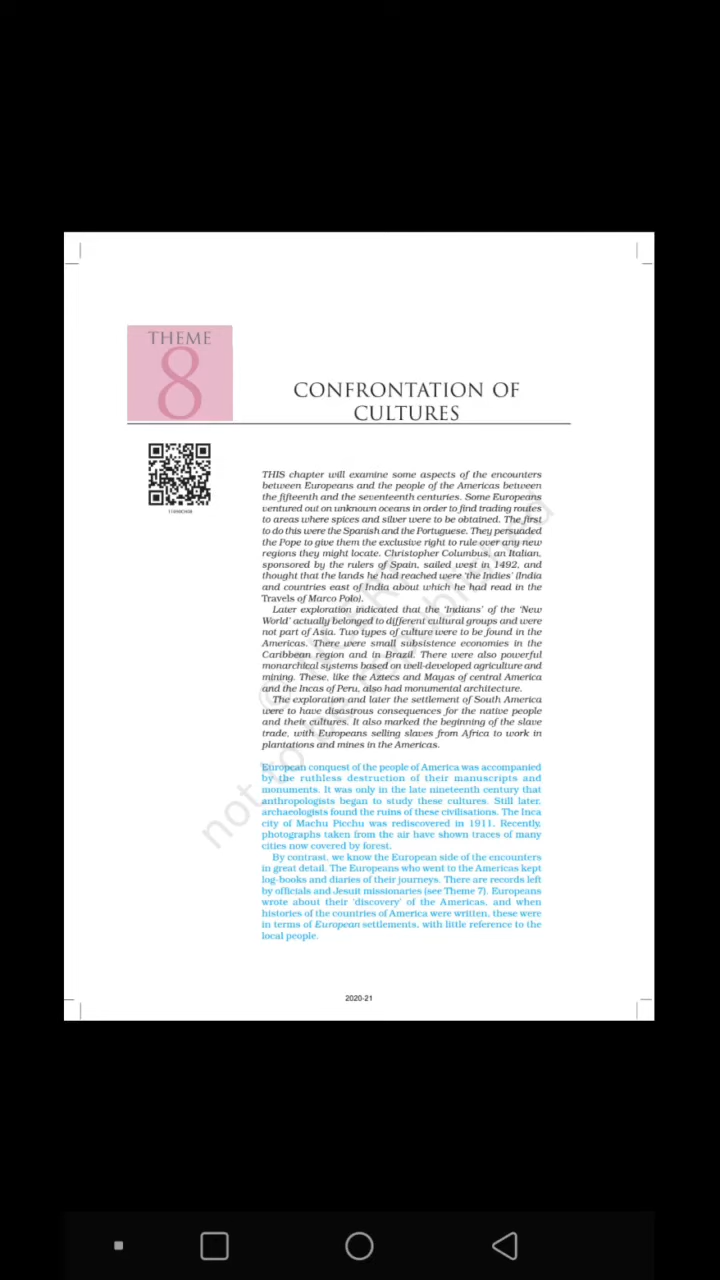 THEME
8
CONFRONTATION OF
CULTURES
THIS chapter will examine some aspects of the encounters
between Europeans and the people of the Americas between
the fifteenth and the seventeenth centuries. Some Europeans
ventured out on unknown oceans in order to find trading routes
to areas where spices and silver were to be obtained. The first
to do this were the Spanish and the Portuguese. They persuaded
the Pope to give them the exclusive right to rule over any new
regions they might locate. Christopher Columbus, an Italian,
sponsored by the rulers of Spain, sailed west in 1492, and
thought that the lands he had reached were 'the Indies' (India
and countries east of India about which he had read in the
Travels of Marco Polo).
Later exploration indicated that the 'Indians' of the 'New
World' actually belonged to different cultural groups and were
not part of Asia. Two types of culture were to be found in the
Americas. There were small subsistence economies in the
Caribbean region and in Brazil. There were also powerful
monarchical systems based on well-developed agriculture and
mining. These, like the Aztecs and Mayas of central America
and the Incas of Peru, also had monumental architecture.
The exploration and later the settlement of South America
were to have disastrous consequences for the native people
and their cultures. It also marked the beginning of the slave
trade, with Europeans selling slaves from Africa to work in
plantations and mines in the Americas.
European conquest of the people of America was accompanied
by the ruthless destruction of their manuscripts and
monuments. It was only in the late nineteenth century that
anthropologists began to study these cultures. Still later,
archaeologists found the ruins of these civilisations. The Inca
city of Machu Picchu was rediscovered in 1911. Recently,
photographs taken from the air have shown traces of many
cities now covered by forest.
By contrast, we know the European side of the encounters
in great detail. The Europeans who went to the Americas kept
log-books and diaries of their journeys. There are records left
by officials and Jesuit missionaries (see Theme 7). Europeans
wrote about their 'discovery' of the Americas, and when
histories of the countries of America were written, these were
in terms of European settlements, with little reference to the
local people.
2020-21